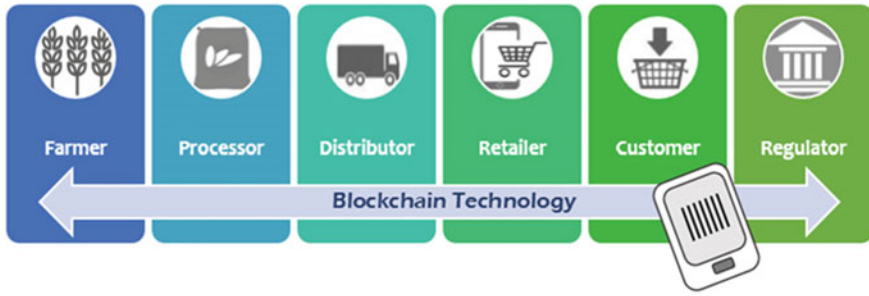 Farmer
Processor
Distributor
Retailer
Customer
Regulator
Blockchain Technology